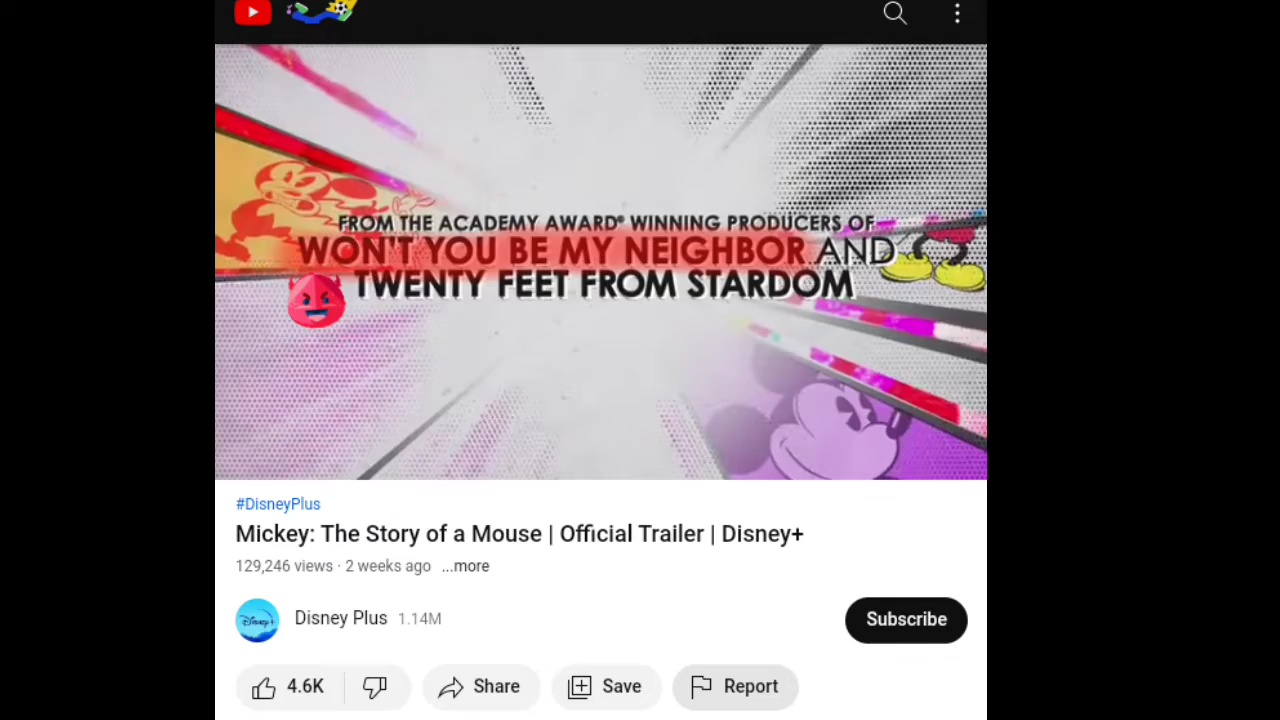 FROM THE ACADEMY AWARD® WINNING PRODUCERS OF
WON'T YOU BE MY NEIGHBOR AND
TWENTY FEET FROM STARDOM
#DisneyPlus
Mickey: The Story of a Mouse | Official Trailer | Disney+
129,246 views · 2 weeks ago ...more
Disney+
Disney Plus 1.14M
Subscribe
4.6K Share Save Report